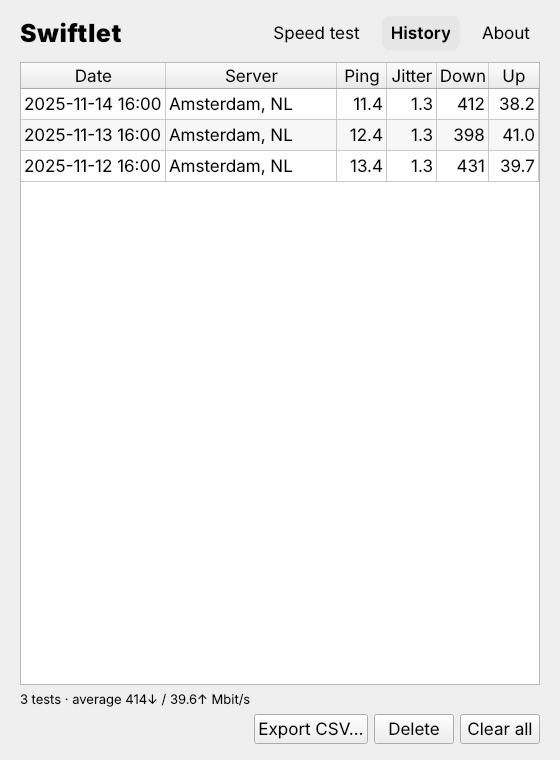 Swiftlet Speed test History About
Date Server Ping Jitter Down Up
2025-11-14 16:00 Amsterdam, NL 11.4 1.3 412 38.2
2025-11-13 16:00 Amsterdam, NL 12.4 1.3 398 41.0
2025-11-12 16:00 Amsterdam, NL 13.4 1.3 431 39.7
3 tests · average 414↓ / 39.6↑ Mbit/s
Export CSV... Delete Clear all